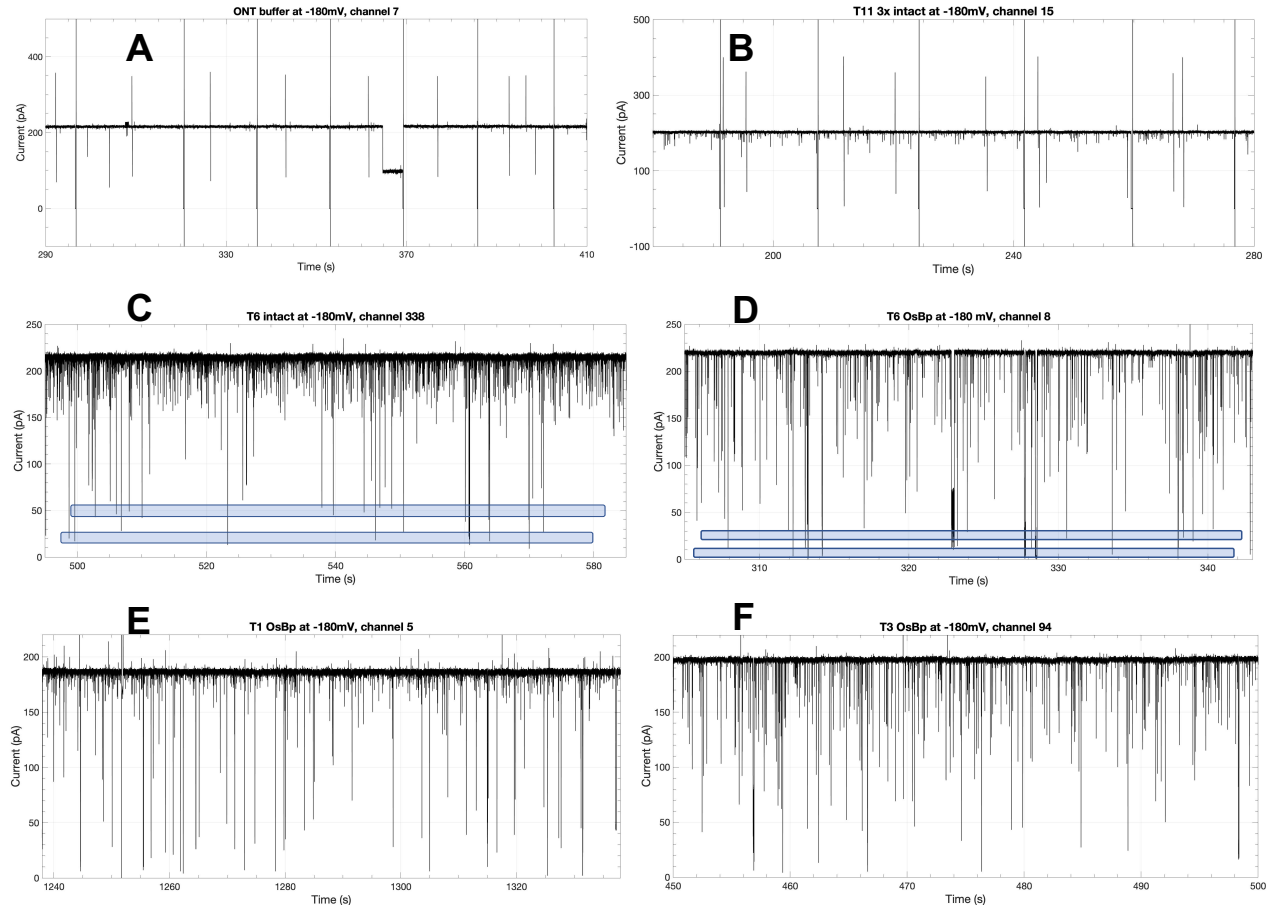 ONT buffer at -180mV, channel 7
A
400
200
0
Current (pA)
290
330
370
410
Time (s)
T11 3x intact at -180mV, channel 15
B
500
300
100
-100
Current (pA)
200
240
280
Time (s)
C
T6 intact at -180mV, channel 338
250
200
150
100
50
0
Current (pA)
500
520
540
560
580
Time (s)
D
T6 OsBp at -180 mV, channel 8
250
200
150
100
50
0
Current (pA)
310
320
330
340
Time (s)
E
T1 OsBp at -180mV, channel 5
200
150
100
50
0
Current (pA)
1240
1260
1280
1300
1320
Time (s)
F
T3 OsBp at -180mV, channel 94
200
150
100
50
0
Current (pA)
450
460
470
480
490
500
Time (s)